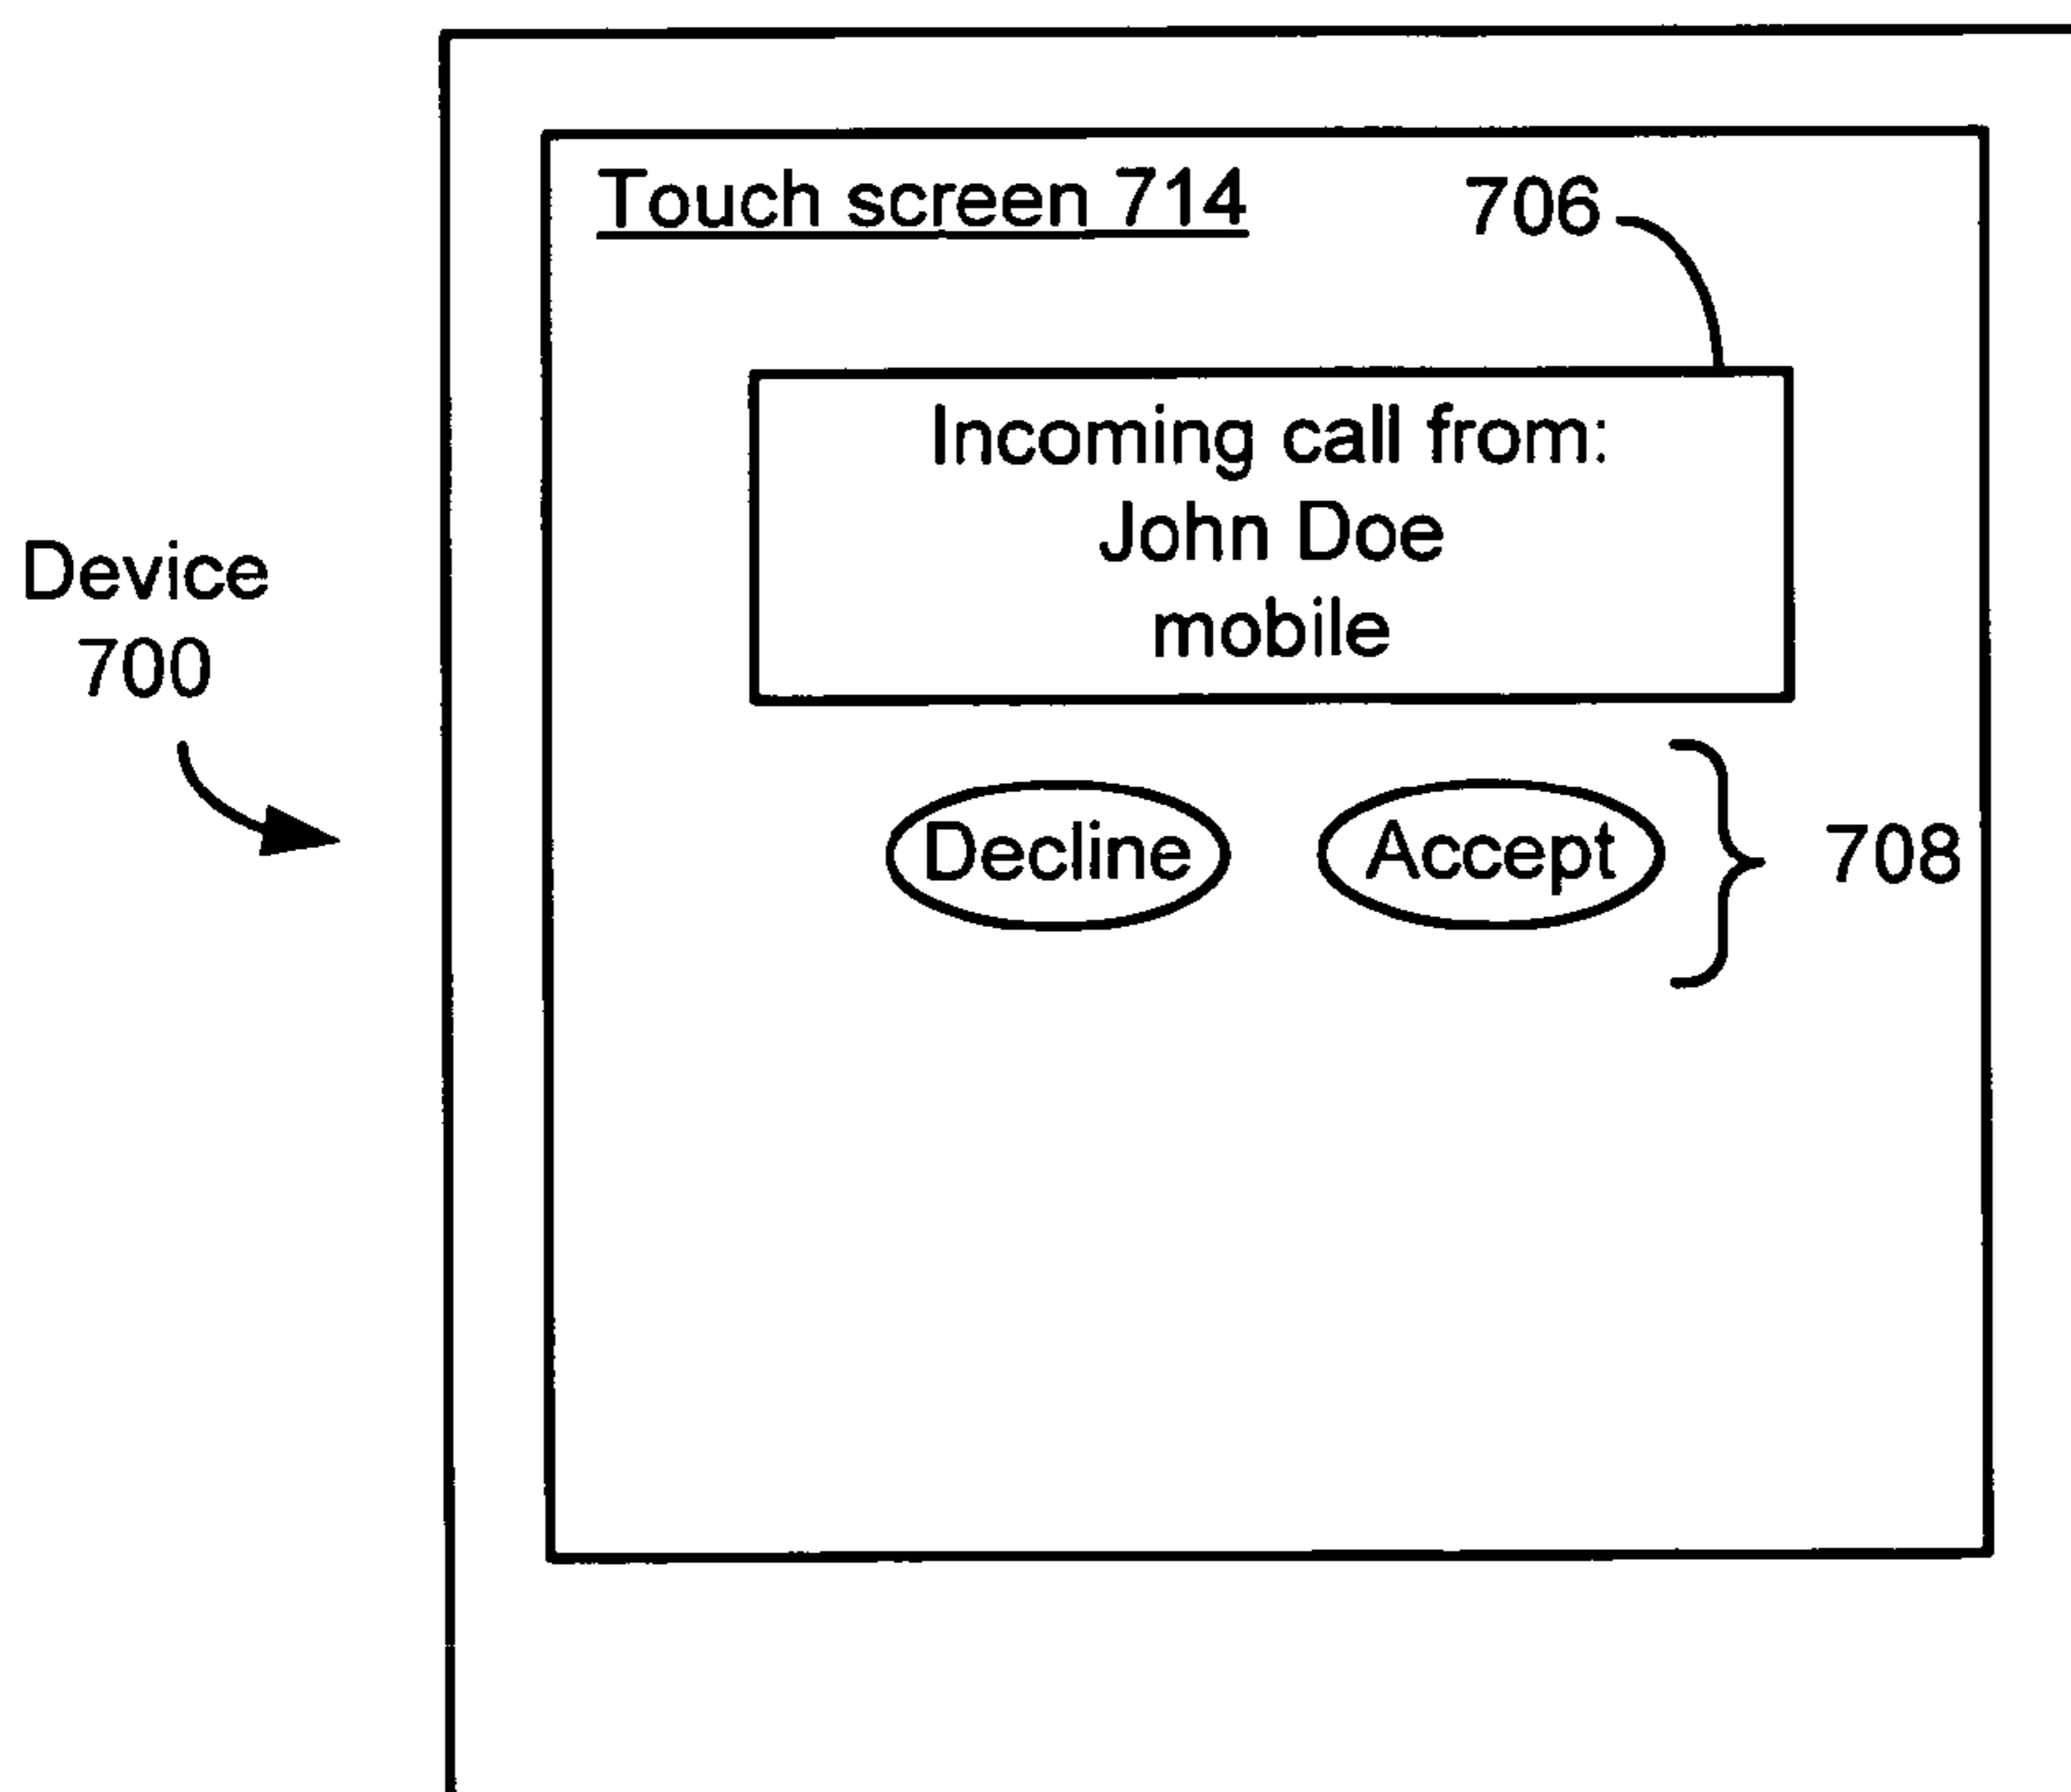 Touch screen 714
706
Incoming call from:
John Doe
mobile
Device
700
Decline
Accept
708